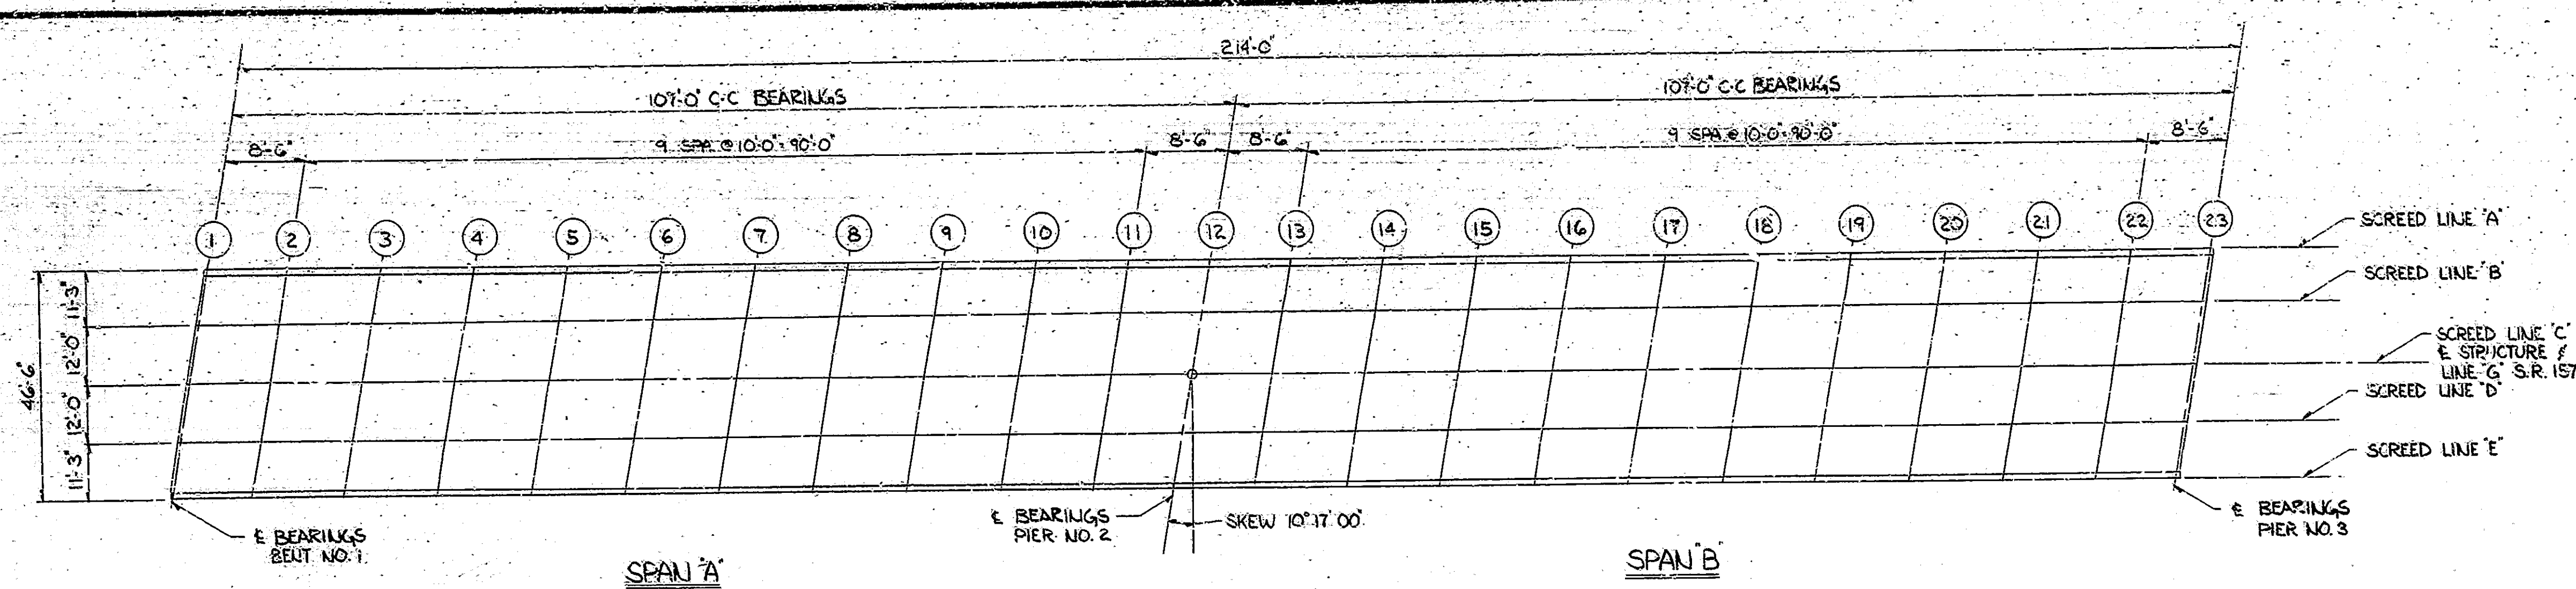 214'-0"
107'-0" C-C BEARINGS
107'-0" C-C BEARINGS
8'-6"
9 SPA @ 10'-0"=90'-0"
8'-6"
8'-6"
9 SPA @ 10'-0"=90'-0"
8'-6"
1
2
3
4
5
6
7
8
9
10
11
12
13
14
15
16
17
18
19
20
21
22
23
SCREED LINE "A"
SCREED LINE "B"
SCREED LINE "C"
℄ STRUCTURE &
LINE "G" S.R. 157
SCREED LINE "D"
SCREED LINE "E"
46'-6"
11'-3"
12'-0"
12'-0"
11'-3"
℄ BEARINGS
BENT NO. 1
℄ BEARINGS
PIER NO. 2
SKEW 10°17'00"
℄ BEARINGS
PIER NO. 3
SPAN "A"
SPAN "B"